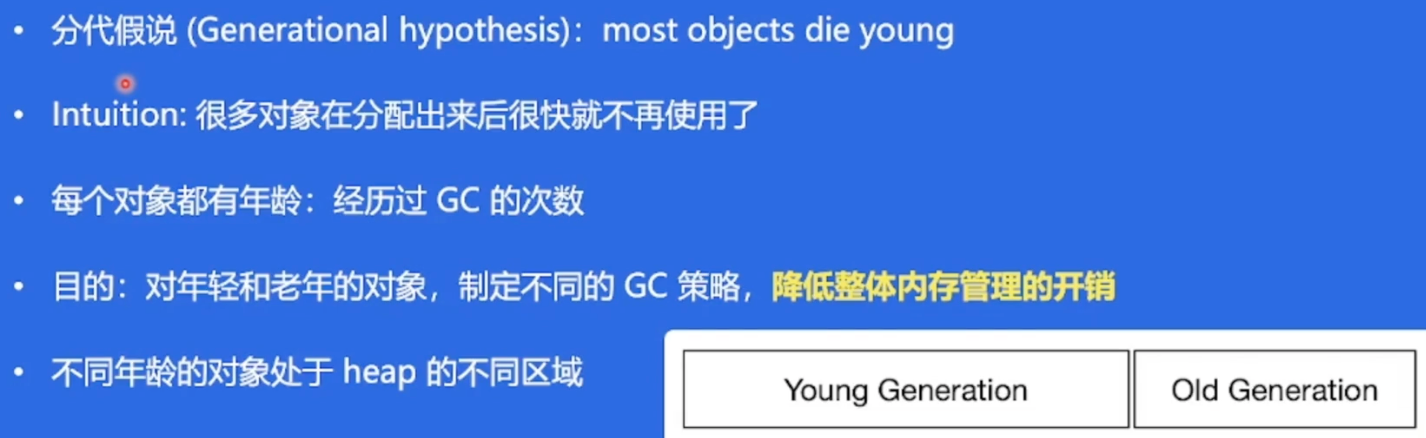 • 分代假说 (Generational hypothesis)：most objects die young
• Intuition: 很多对象在分配出来后很快就不再使用了
• 每个对象都有年龄：经历过 GC 的次数
• 目的：对年轻和老年的对象，制定不同的 GC 策略，降低整体内存管理的开销
• 不同年龄的对象处于 heap 的不同区域
Young Generation
Old Generation